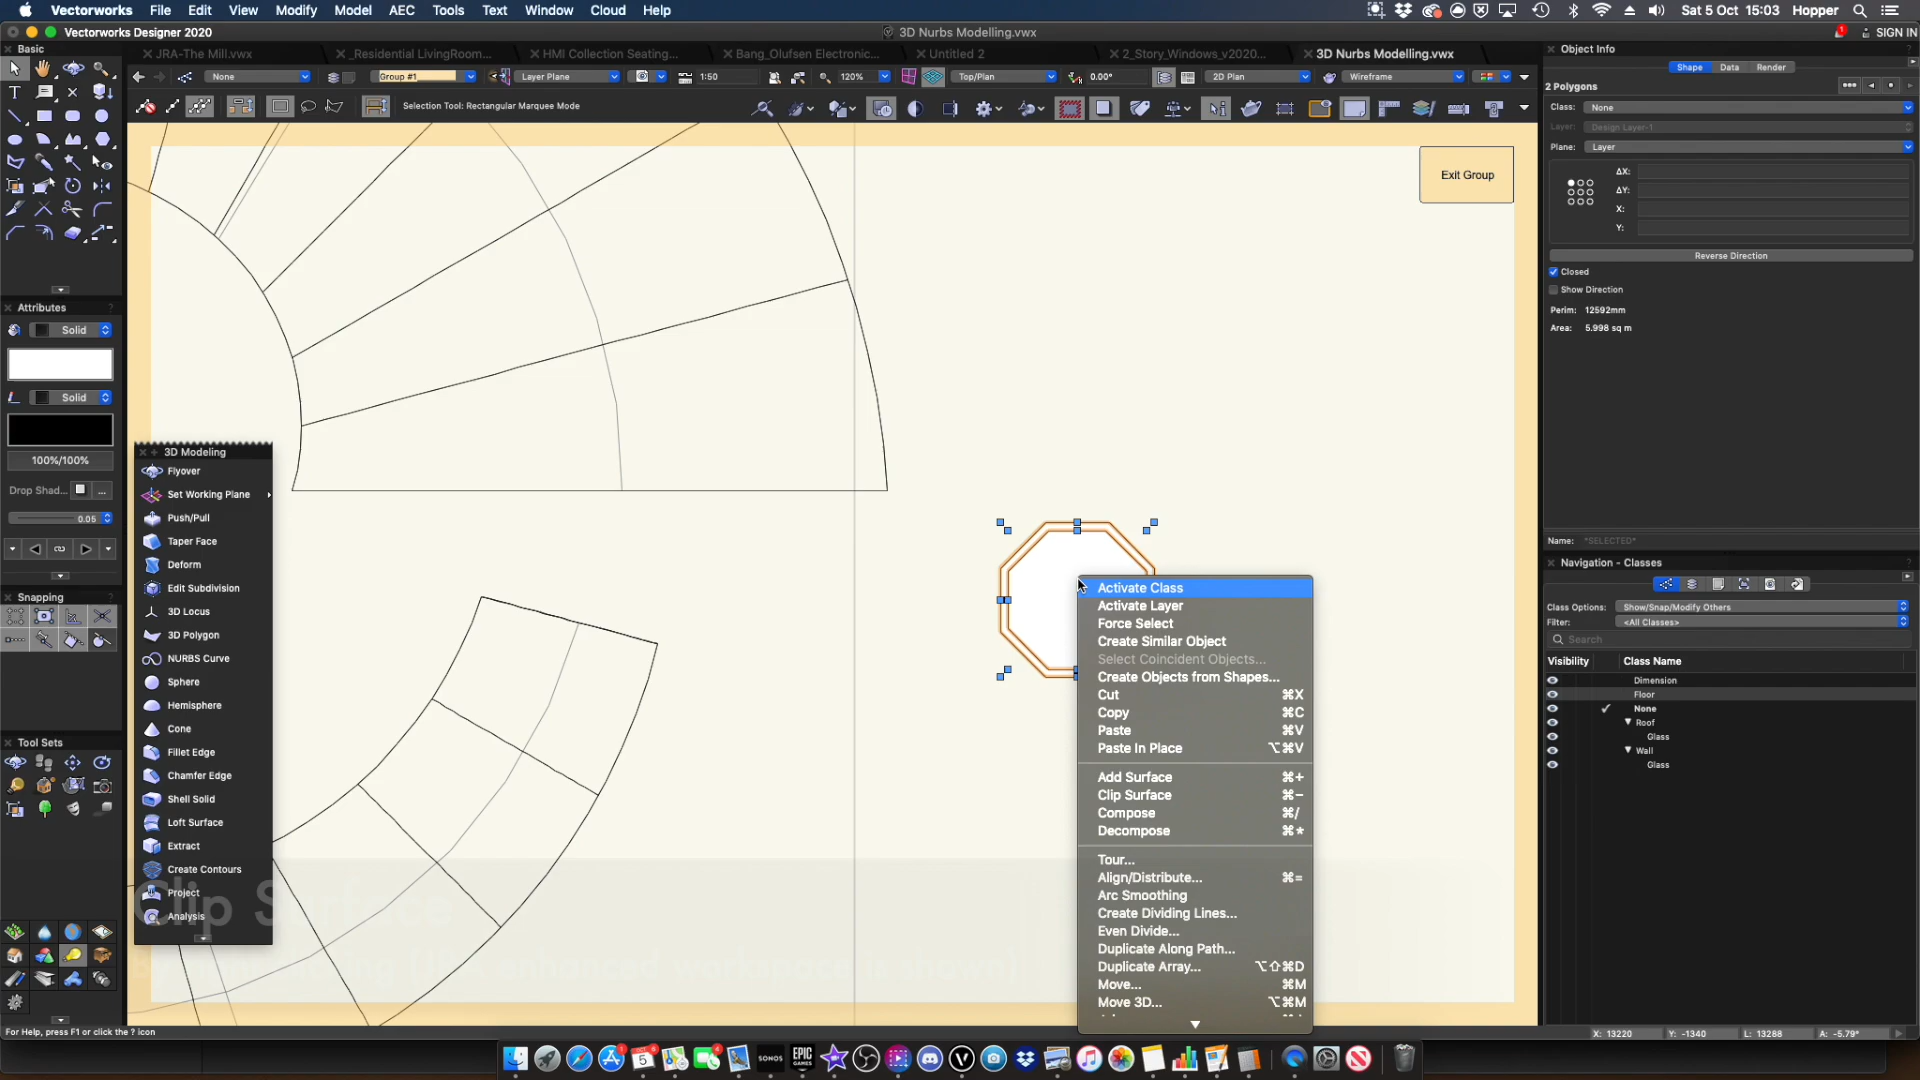 Vectorworks File Edit View Modify Model AEC Tools Text Window Cloud Help Sat 5 Oct 15:03 Hopper
Vectorworks Designer 2020 3D Nurbs Modelling.vwx SIGN IN
Basic
JRA-The Mill.vwx _Residential LivingRoom... HMI Collection Seating... Bang_Olufsen Electronic... Untitled 2 2_Story_Windows_v2020... 3D Nurbs Modelling.vwx
None Group #1 Layer Plane 1:50 120% Top/Plan 0.00° 2D Plan Wireframe
Selection Tool: Rectangular Marquee Mode
Exit Group
Attributes
Solid
Solid
100%/100%
Drop Shad... ...
0.05
Snapping
Tool Sets
3D Modeling
Flyover
Set Working Plane
Push/Pull
Taper Face
Deform
Edit Subdivision
3D Locus
3D Polygon
NURBS Curve
Sphere
Hemisphere
Cone
Fillet Edge
Chamfer Edge
Shell Solid
Loft Surface
Extract
Create Contours
Project
Analysis
Activate Class
Activate Layer
Force Select
Create Similar Object
Select Coincident Objects...
Create Objects from Shapes...
Cut ⌘X
Copy ⌘C
Paste ⌘V
Paste In Place ⌥⌘V
Add Surface ⌘+
Clip Surface ⌘−
Compose ⌘/
Decompose ⌘*
Tour...
Align/Distribute... ⌘=
Arc Smoothing
Create Dividing Lines...
Even Divide...
Duplicate Along Path...
Duplicate Array... ⌥⇧⌘D
Move... ⌘M
Move 3D... ⌥⌘M
Clip Surface
Object Info
Shape Data Render
2 Polygons
Class: None
Layer: Design Layer-1
Plane: Layer
ΔX:
ΔY:
X:
Y:
Reverse Direction
Closed
Show Direction
Perim: 12592mm
Area: 5.998 sq m
Name: *SELECTED*
Navigation - Classes
Class Options: Show/Snap/Modify Others
Filter: <All Classes>
Search
Visibility Class Name
Dimension
Floor
None
Roof
Glass
Wall
Glass
For Help, press F1 or click the ? icon X: 13220 Y: -1340 L: 13288 A: -5.79°
SONOS EPIC GAMES